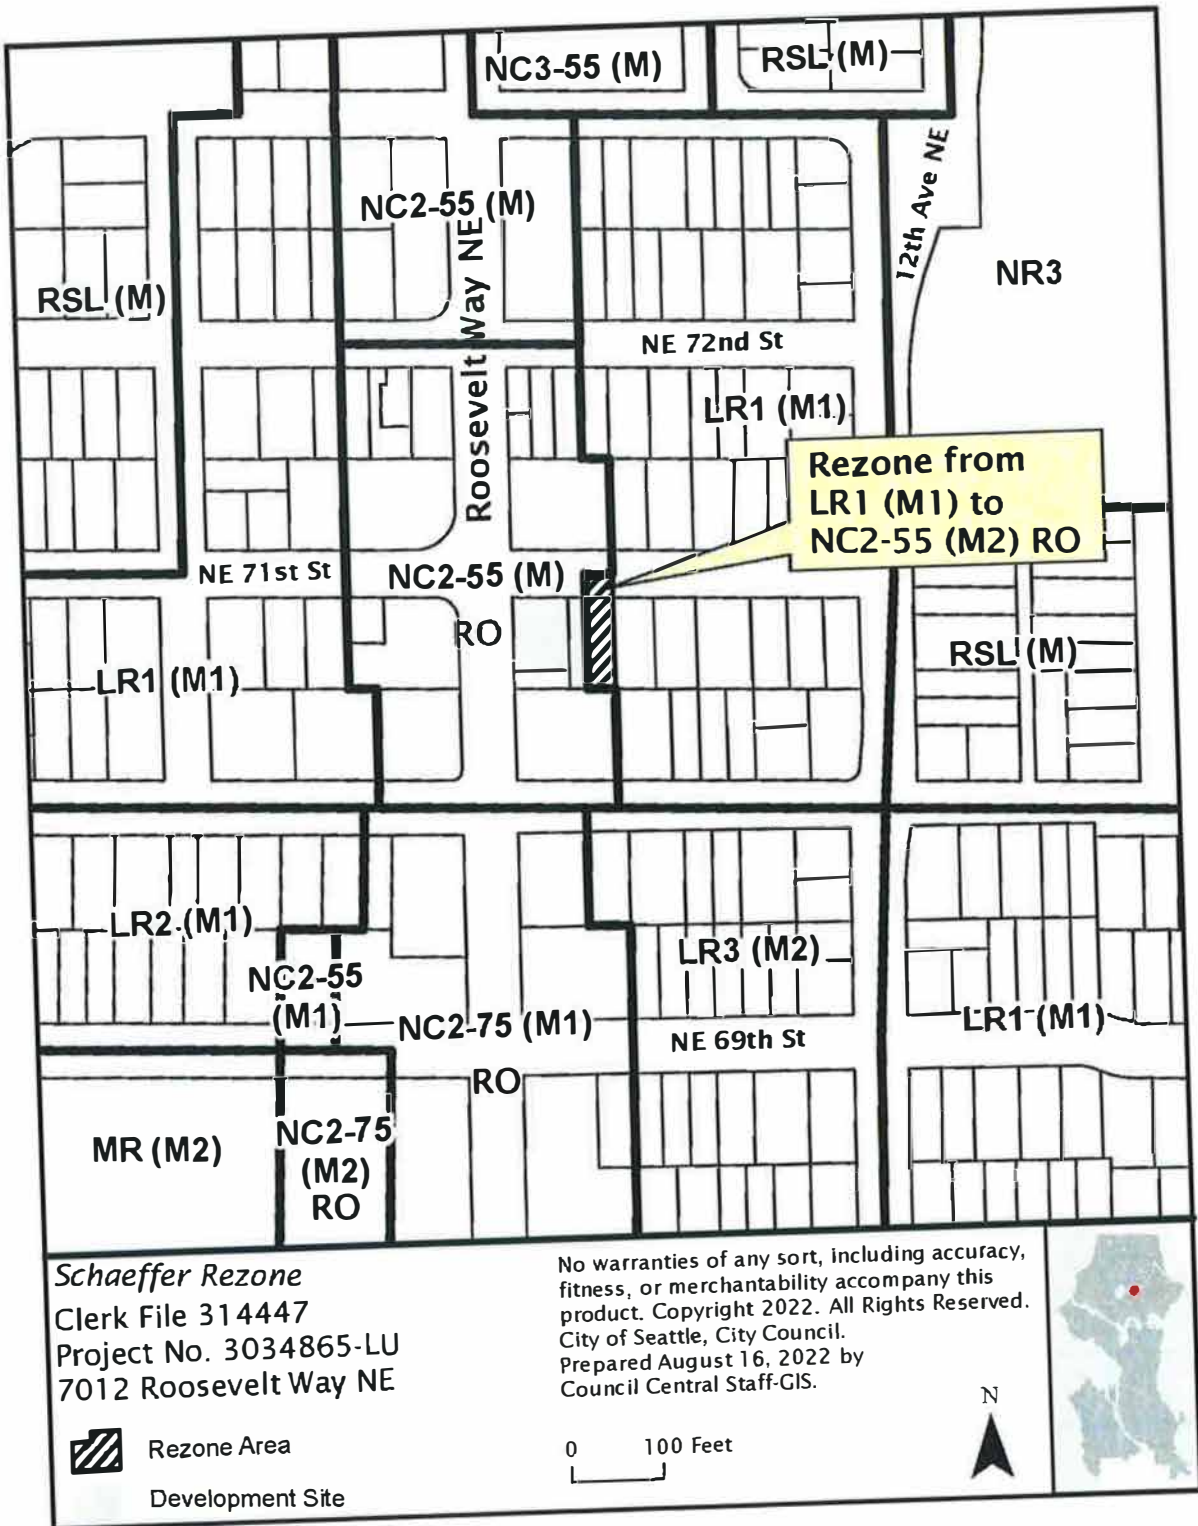 NC3-55 (M)
RSL (M)
12th Ave NE
NC2-55 (M)
Roosevelt Way NE
NR3
RSL (M)
NE 72nd St
LR1 (M1)
Rezone from
LR1 (M1) to
NC2-55 (M2) RO
NE 71st St
NC2-55 (M)
RO
LR1 (M1)
RSL (M)
LR2 (M1)
LR3 (M2)
NC2-55
(M1)
NC2-75 (M1)
RO
NE 69th St
LR1 (M1)
MR (M2)
NC2-75
(M2)
RO
Schaeffer Rezone
Clerk File 314447
Project No. 3034865-LU
7012 Roosevelt Way NE
Rezone Area
Development Site
No warranties of any sort, including accuracy,
fitness, or merchantability accompany this
product. Copyright 2022. All Rights Reserved.
City of Seattle, City Council.
Prepared August 16, 2022 by
Council Central Staff-GIS.
0 100 Feet
N